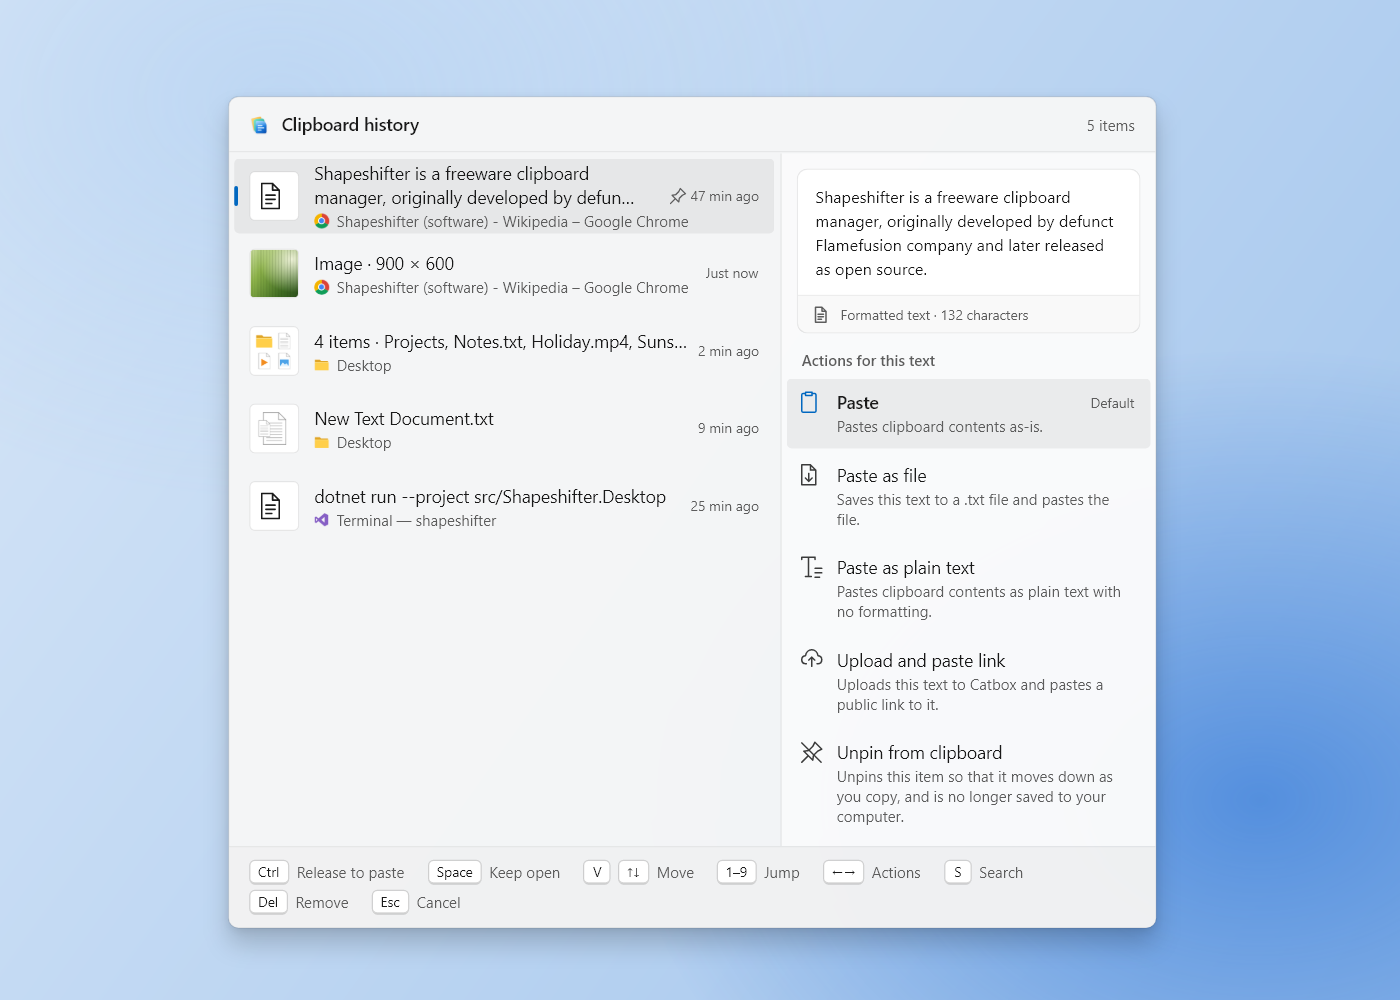 Clipboard history
5 items
Shapeshifter is a freeware clipboard
manager, originally developed by defun...
47 min ago
Shapeshifter (software) - Wikipedia – Google Chrome
Image · 900 × 600
Just now
Shapeshifter (software) - Wikipedia – Google Chrome
4 items · Projects, Notes.txt, Holiday.mp4, Suns...
2 min ago
Desktop
New Text Document.txt
9 min ago
Desktop
dotnet run --project src/Shapeshifter.Desktop
25 min ago
Terminal — shapeshifter
Shapeshifter is a freeware clipboard
manager, originally developed by defunct
Flamefusion company and later released
as open source.
Formatted text · 132 characters
Actions for this text
Paste
Default
Pastes clipboard contents as-is.
Paste as file
Saves this text to a .txt file and pastes the
file.
Paste as plain text
Pastes clipboard contents as plain text with
no formatting.
Upload and paste link
Uploads this text to Catbox and pastes a
public link to it.
Unpin from clipboard
Unpins this item so that it moves down as
you copy, and is no longer saved to your
computer.
Ctrl Release to paste Space Keep open V ↑↓ Move 1–9 Jump ←→ Actions S Search
Del Remove Esc Cancel